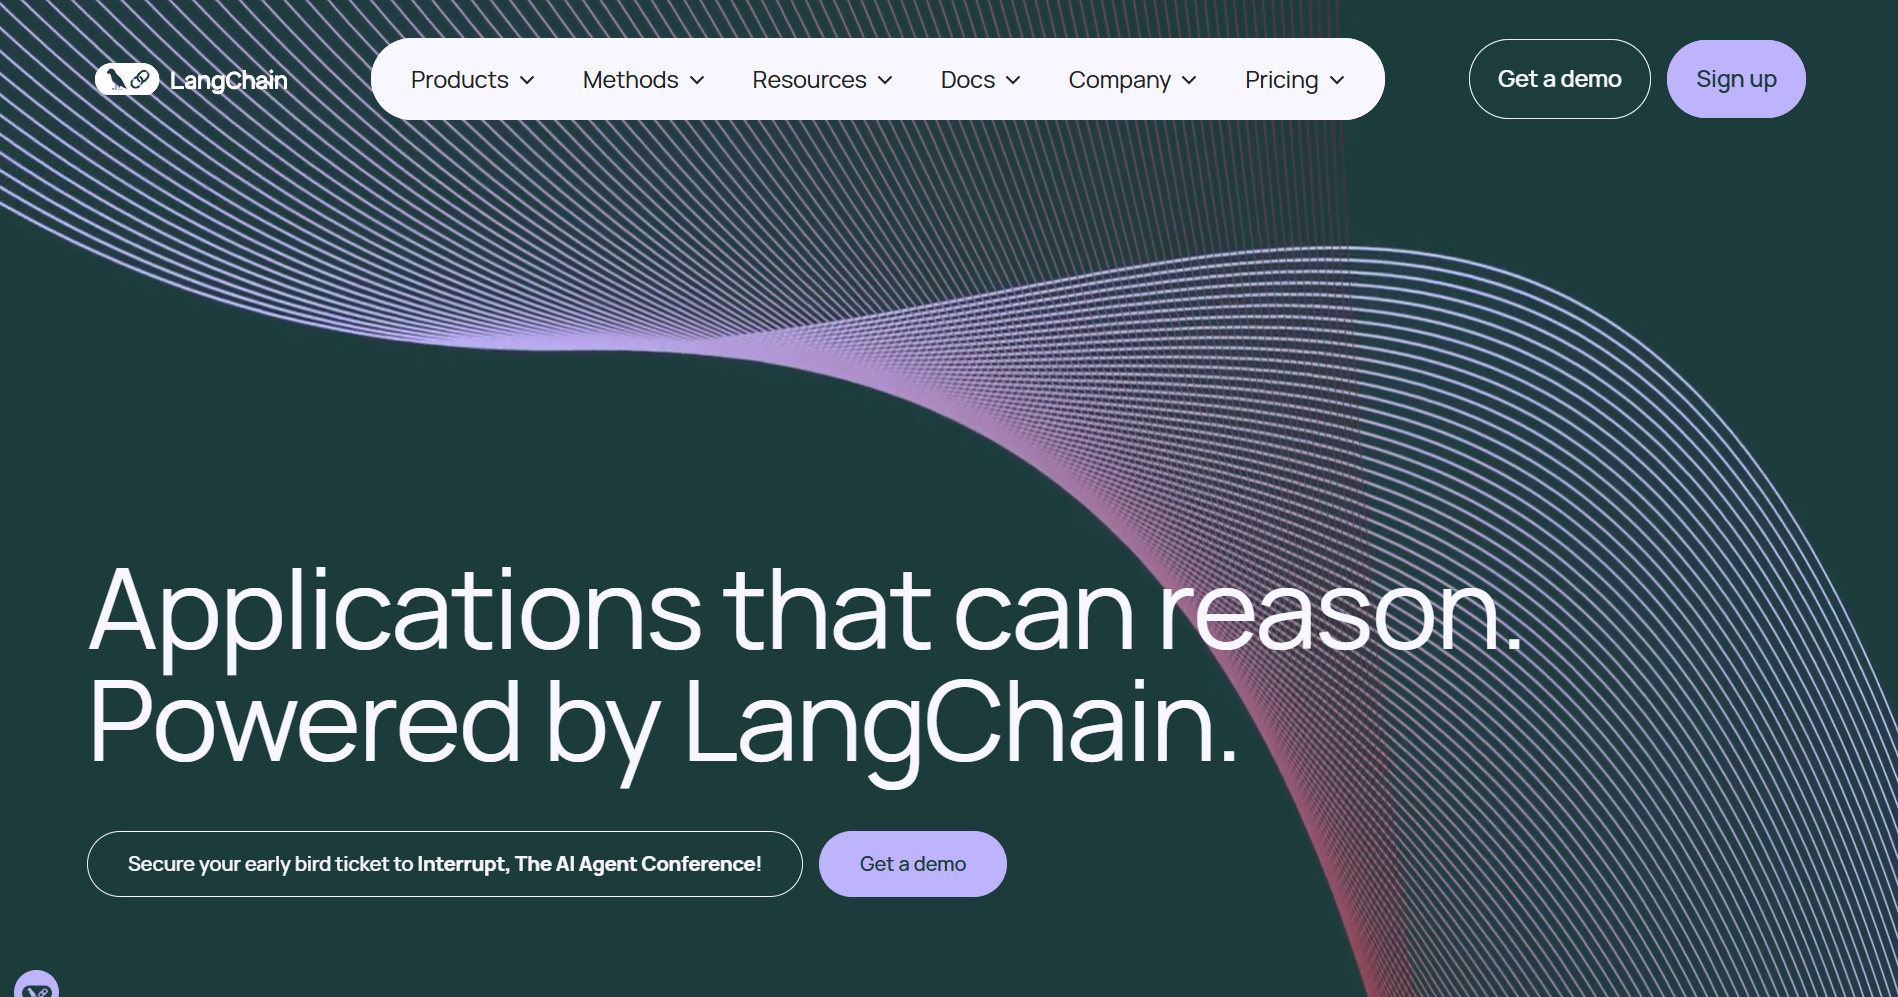 LangChain
Products
Methods
Resources
Docs
Company
Pricing
Get a demo
Sign up
Applications that can reason.
Powered by LangChain.
Secure your early bird ticket to Interrupt, The AI Agent Conference!
Get a demo